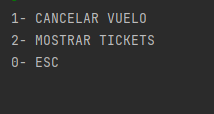 1- CANCELAR VUELO
2- MOSTRAR TICKETS
0- ESC